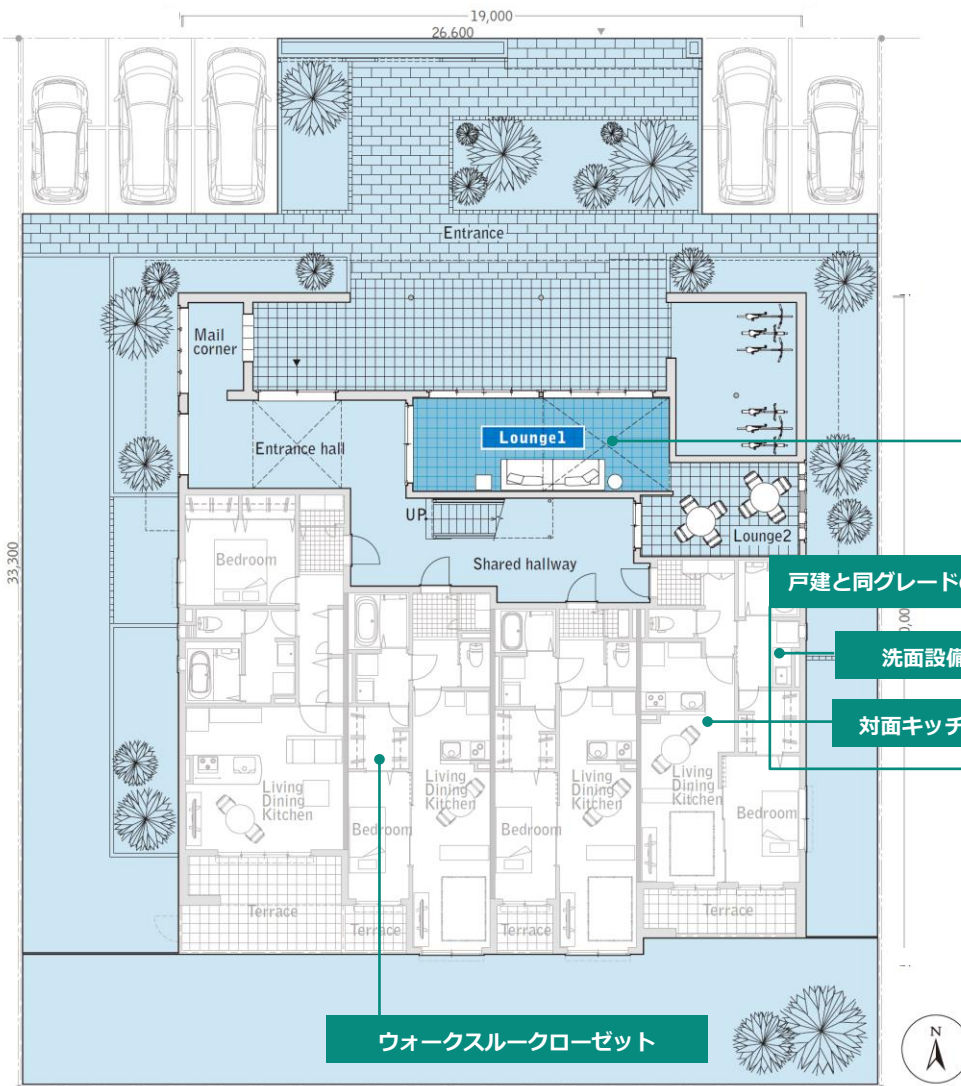 19,000
26,600
Entrance
Mail
corner
Entrance hall
Lounge1
UP
Shared hallway
Lounge2
33,300
Bedroom
戸建と同グレード
洗面設備
対面キッチ
Living
Dining
Kitchen
Living
Dining
Kitchen
Living
Dining
Kitchen
Living
Dining
Kitchen
Bedroom
Bedroom
Bedroom
Terrace
Terrace
Terrace
Terrace
ウォークスルークローゼット
N